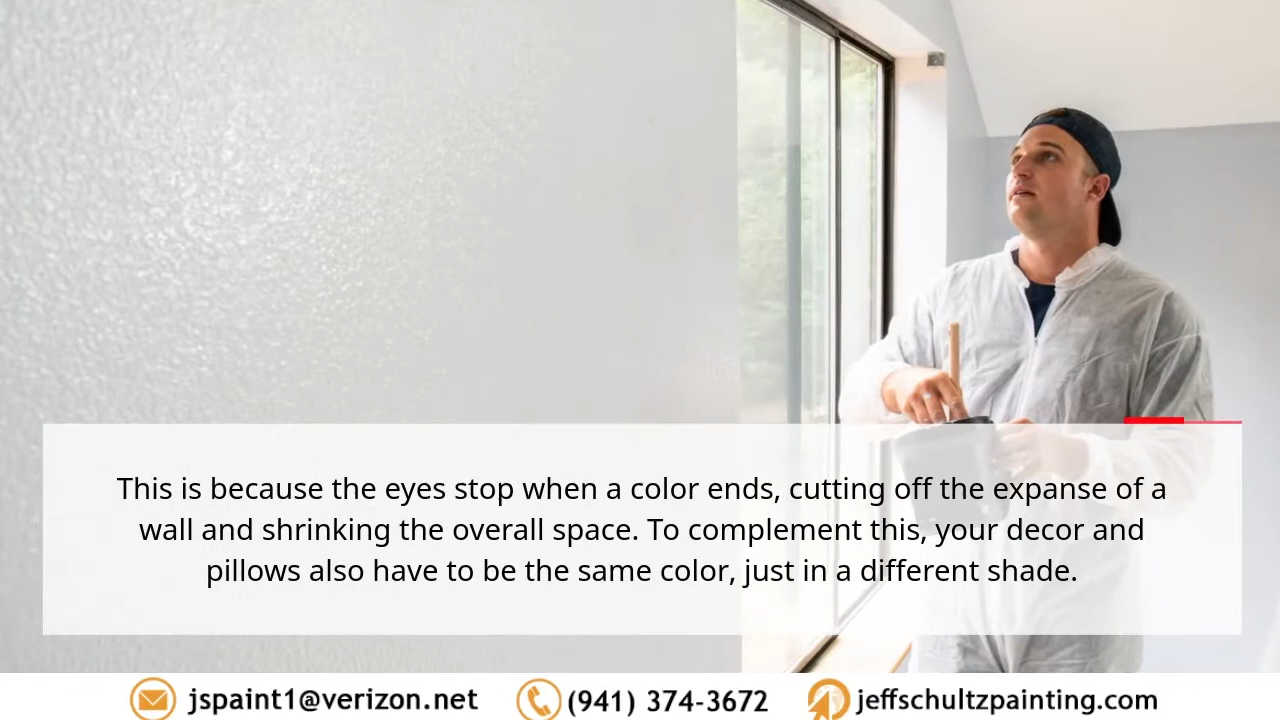 This is because the eyes stop when a color ends, cutting off the expanse of a
wall and shrinking the overall space. To complement this, your decor and
pillows also have to be the same color, just in a different shade.
jspaint1@verizon.net (941) 374-3672 jeffschultzpainting.com